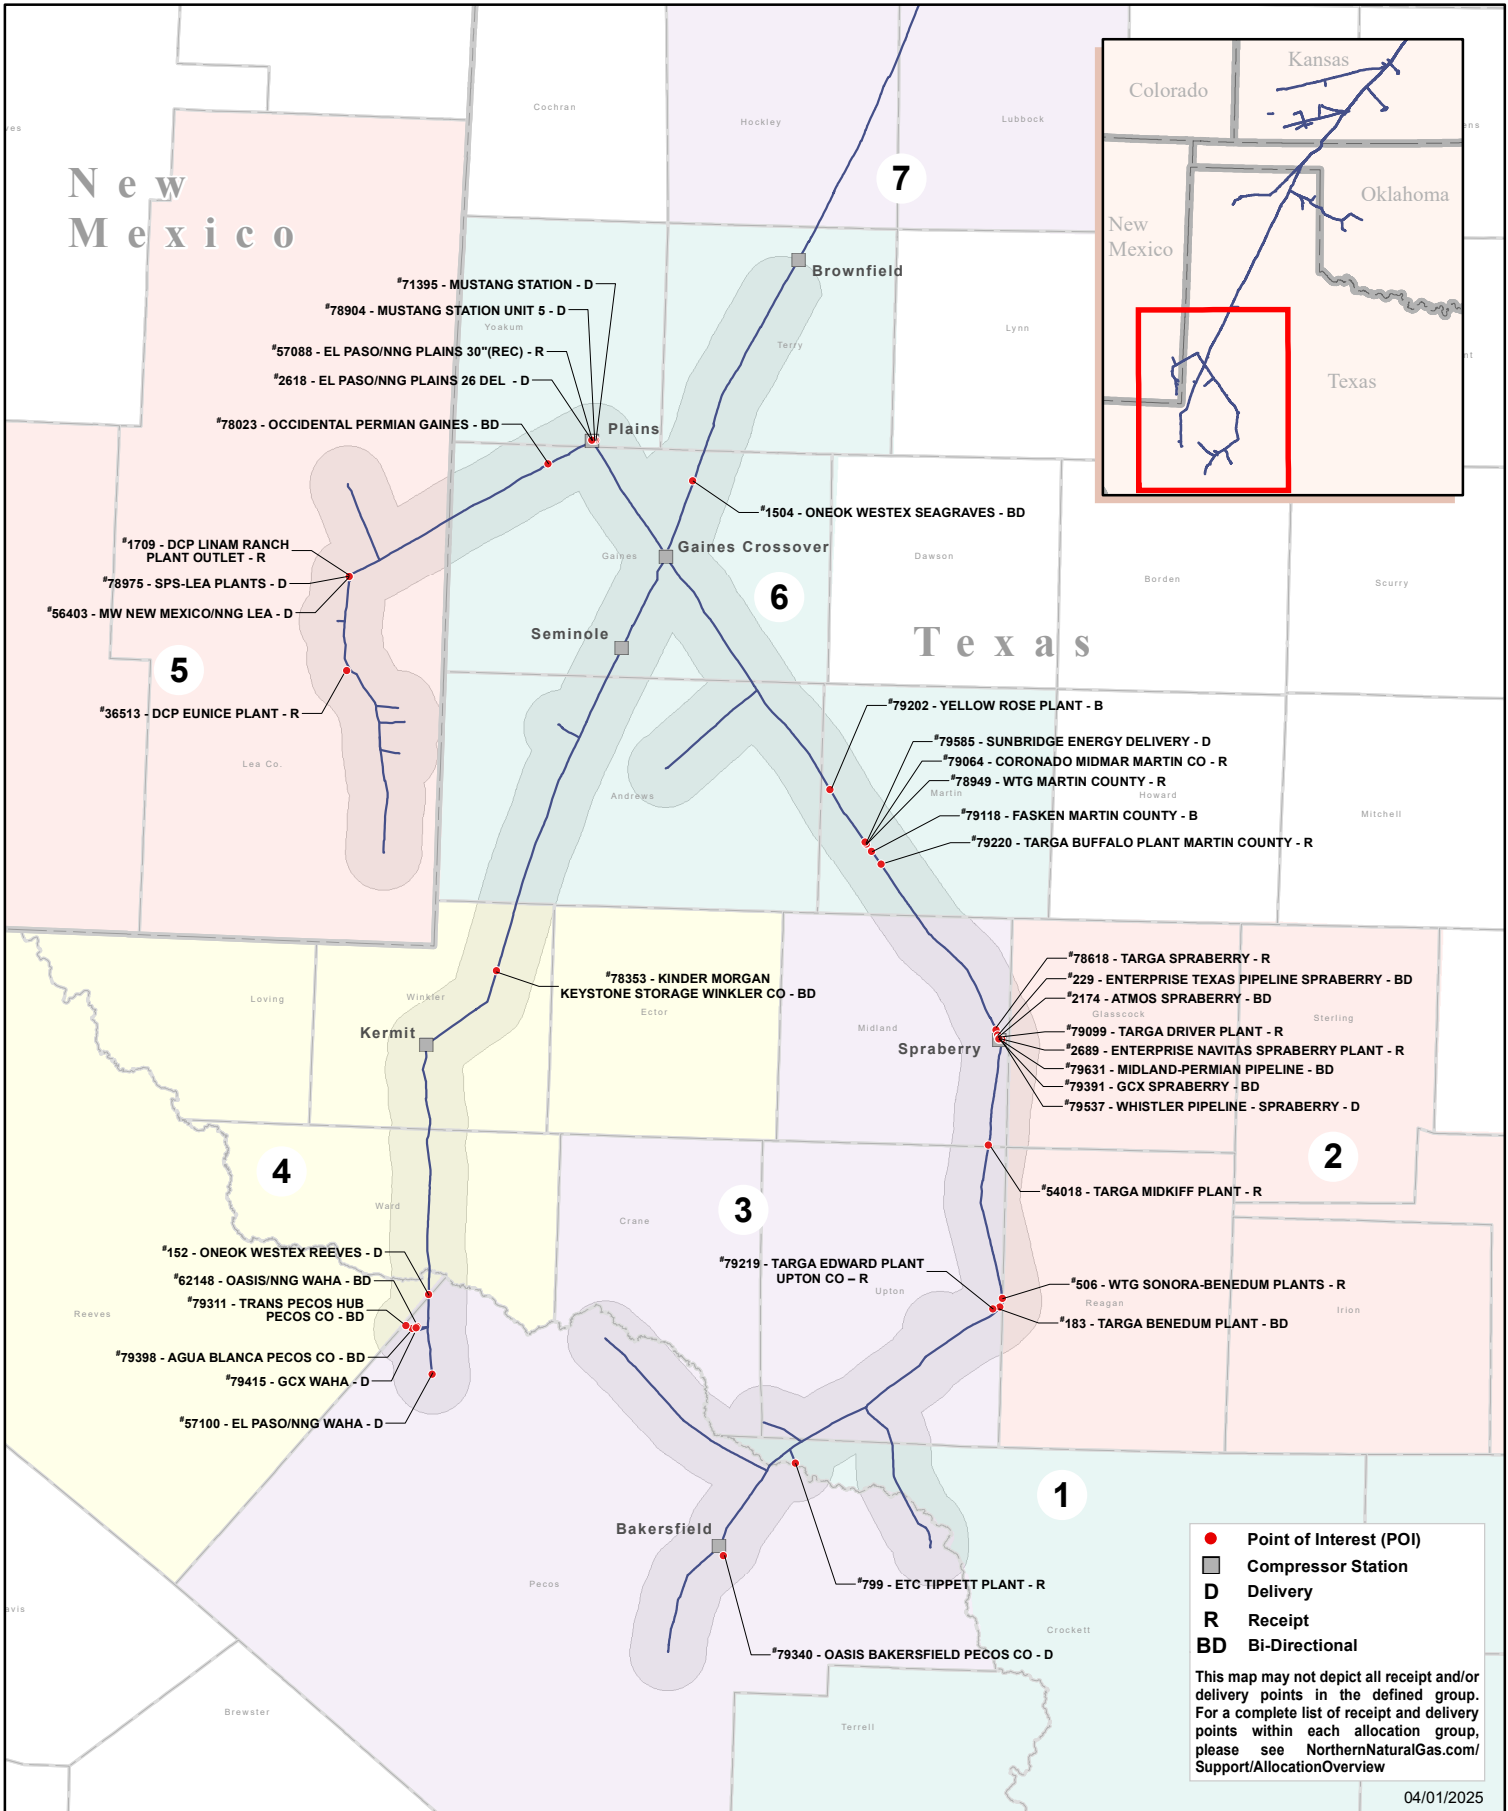 Cochran
Hockley
Lubbock
yes
ens
New
Mexico
7
Colorado
Kansas
New
Mexico
Oklahoma
Texas
Brownfield
#71395 - MUSTANG STATION - D
#78904 - MUSTANG STATION UNIT 5 - D
Yoakum
Terry
Lynn
nt
#57088 - EL PASO/NNG PLAINS 30"(REC) - R
#2618 - EL PASO/NNG PLAINS 26 DEL - D
#78023 - OCCIDENTAL PERMIAN GAINES - BD
Plains
#1504 - ONEOK WESTEX SEAGRAVES - BD
#1709 - DCP LINAM RANCH
PLANT OUTLET - R
#78975 - SPS-LEA PLANTS - D
#56403 - MW NEW MEXICO/NNG LEA - D
Gaines
Gaines Crossover
Dawson
Borden
Scurry
6
Seminole
Texas
5
#36513 - DCP EUNICE PLANT - R
Lea Co.
#79202 - YELLOW ROSE PLANT - B
#79585 - SUNBRIDGE ENERGY DELIVERY - D
#79064 - CORONADO MIDMAR MARTIN CO - R
#78949 - WTG MARTIN COUNTY - R
Andrews
Martin
Howard
Mitchell
#79118 - FASKEN MARTIN COUNTY - B
#79220 - TARGA BUFFALO PLANT MARTIN COUNTY - R
#78353 - KINDER MORGAN
KEYSTONE STORAGE WINKLER CO - BD
Loving
Winkler
Ector
Midland
Glasscock
Sterling
Kermit
Spraberry
#78618 - TARGA SPRABERRY - R
#229 - ENTERPRISE TEXAS PIPELINE SPRABERRY - BD
#2174 - ATMOS SPRABERRY - BD
#79099 - TARGA DRIVER PLANT - R
#2689 - ENTERPRISE NAVITAS SPRABERRY PLANT - R
#79631 - MIDLAND-PERMIAN PIPELINE - BD
#79391 - GCX SPRABERRY - BD
#79537 - WHISTLER PIPELINE - SPRABERRY - D
2
4
3
#54018 - TARGA MIDKIFF PLANT - R
Ward
Crane
#152 - ONEOK WESTEX REEVES - D
#62148 - OASIS/NNG WAHA - BD
#79311 - TRANS PECOS HUB
PECOS CO - BD
#79398 - AGUA BLANCA PECOS CO - BD
#79415 - GCX WAHA - D
#57100 - EL PASO/NNG WAHA - D
Reeves
#79219 - TARGA EDWARD PLANT
UPTON CO – R
Upton
#506 - WTG SONORA-BENEDUM PLANTS - R
Reagan
Irion
#183 - TARGA BENEDUM PLANT - BD
1
Bakersfield
Pecos
#799 - ETC TIPPETT PLANT - R
avis
Crockett
#79340 - OASIS BAKERSFIELD PECOS CO - D
Brewster
Terrell
Point of Interest (POI)
Compressor Station
D Delivery
R Receipt
BD Bi-Directional
This map may not depict all receipt and/or
delivery points in the defined group.
For a complete list of receipt and delivery
points within each allocation group,
please see NorthernNaturalGas.com/
Support/AllocationOverview
04/01/2025